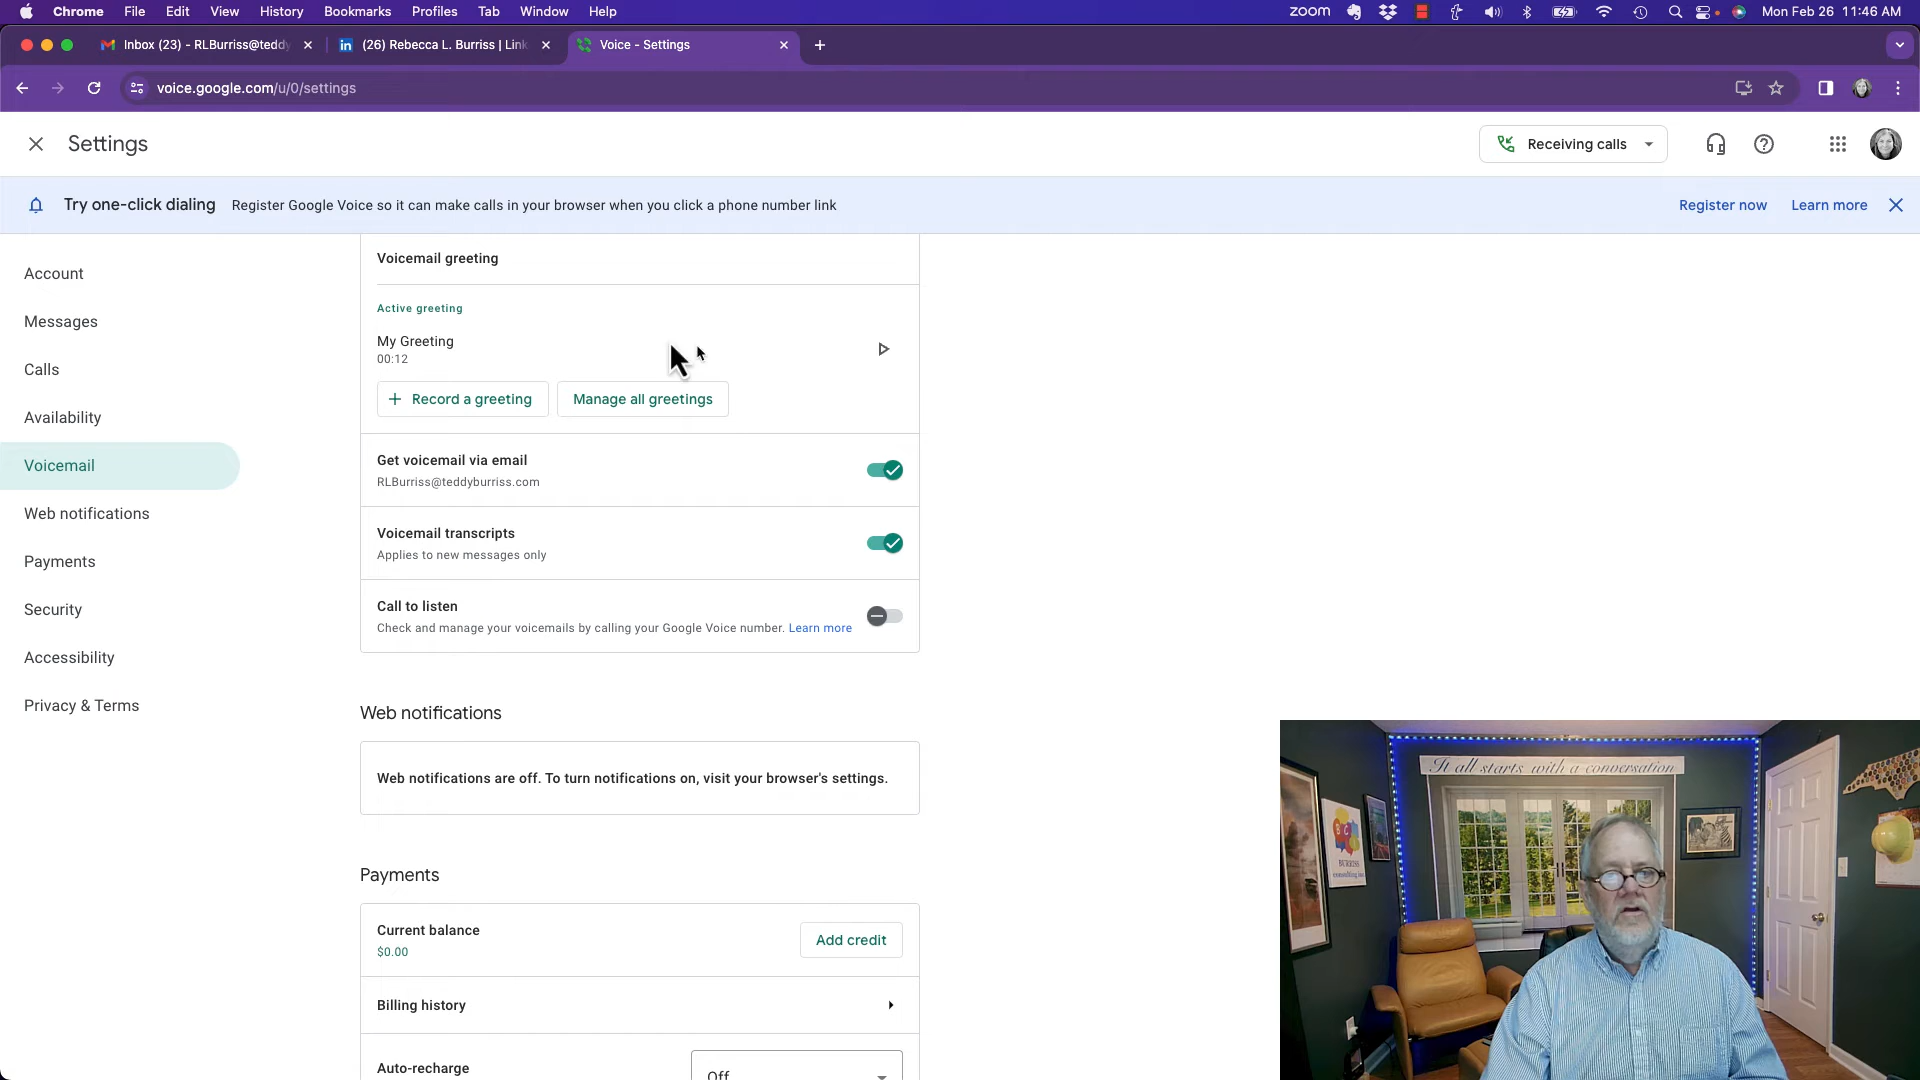 Chrome File Edit View History Bookmarks Profiles Tab Window Help
zoom Mon Feb 26 11:46 AM
Inbox (23) - RLBurriss@teddy
(26) Rebecca L. Burriss | Link
Voice - Settings
voice.google.com/u/0/settings
Settings
Receiving calls
Try one-click dialing Register Google Voice so it can make calls in your browser when you click a phone number link
Register now Learn more
Account
Messages
Calls
Availability
Voicemail
Web notifications
Payments
Security
Accessibility
Privacy & Terms
Voicemail greeting
Active greeting
My Greeting
00:12
+ Record a greeting
Manage all greetings
Get voicemail via email
RLBurriss@teddyburriss.com
Voicemail transcripts
Applies to new messages only
Call to listen
Check and manage your voicemails by calling your Google Voice number. Learn more
Web notifications
Web notifications are off. To turn notifications on, visit your browser's settings.
Payments
Current balance
$0.00
Add credit
Billing history
Auto-recharge
Off
It all starts with a conversation
B C
BURRISS
consulting inc